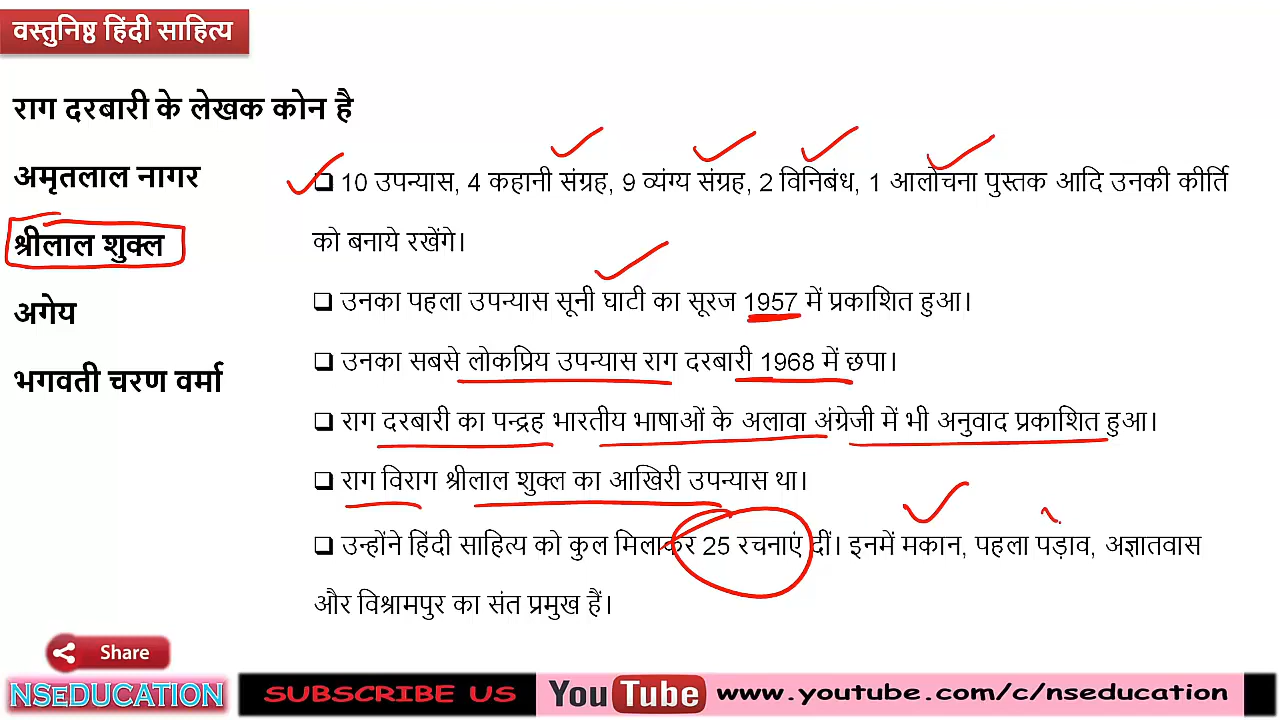 वस्तुनिष्ठ हिंदी साहित्य
राग दरबारी के लेखक कोन है
अमृतलाल नागर
श्रीलाल शुक्ल
अगेय
भगवती चरण वर्मा
❑ 10 उपन्यास, 4 कहानी संग्रह, 9 व्यंग्य संग्रह, 2 विनिबंध, 1 आलोचना पुस्तक आदि उनकी कीर्ति
को बनाये रखेंगे।
❑ उनका पहला उपन्यास सूनी घाटी का सूरज 1957 में प्रकाशित हुआ।
❑ उनका सबसे लोकप्रिय उपन्यास राग दरबारी 1968 में छपा।
❑ राग दरबारी का पन्द्रह भारतीय भाषाओं के अलावा अंग्रेजी में भी अनुवाद प्रकाशित हुआ।
❑ राग विराग श्रीलाल शुक्ल का आखिरी उपन्यास था।
❑ उन्होंने हिंदी साहित्य को कुल मिलाकर 25 रचनाएं दीं। इनमें मकान, पहला पड़ाव, अज्ञातवास
और विश्रामपुर का संत प्रमुख हैं।
Share
NSEDUCATION SUBSCRIBE US YouTube www.youtube.com/c/nseducation